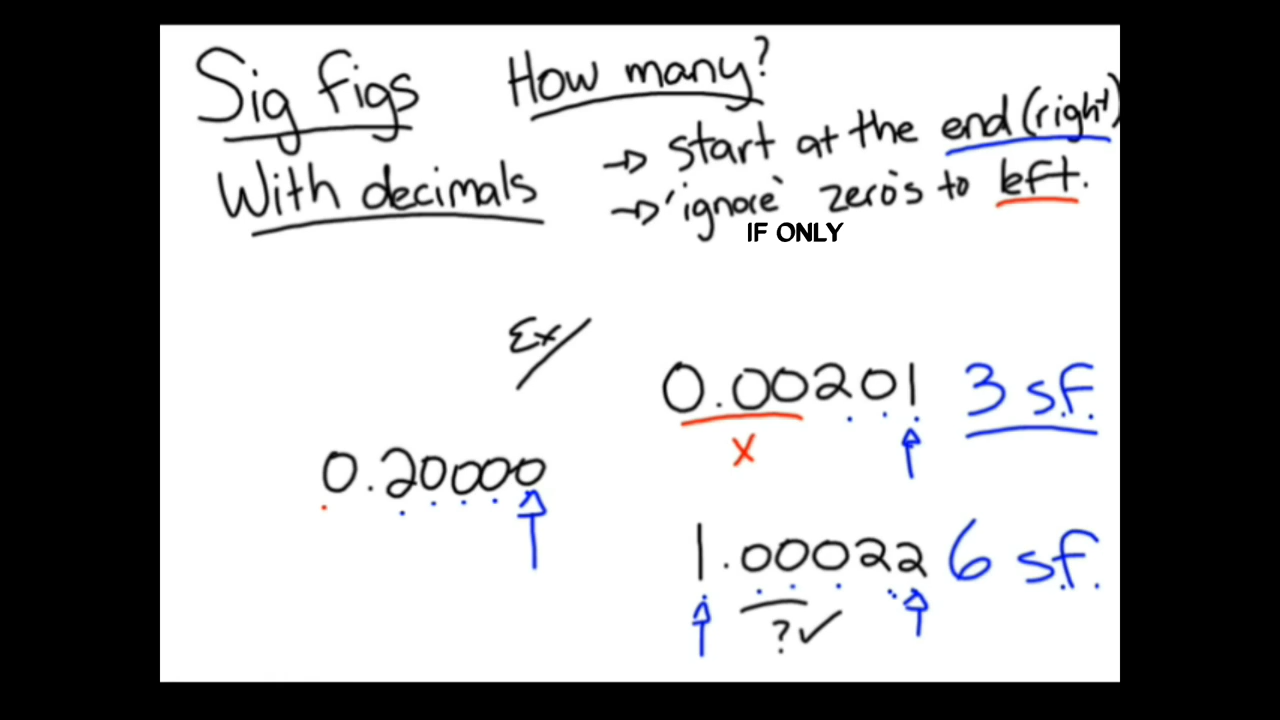 Sig figs How many?
With decimals
→ start at the end (right)
→ 'ignore' zero's to left.
IF ONLY
Ex/
0.00201 3 s.f.
x
0.20000
1.00022 6 s.f.
?✓